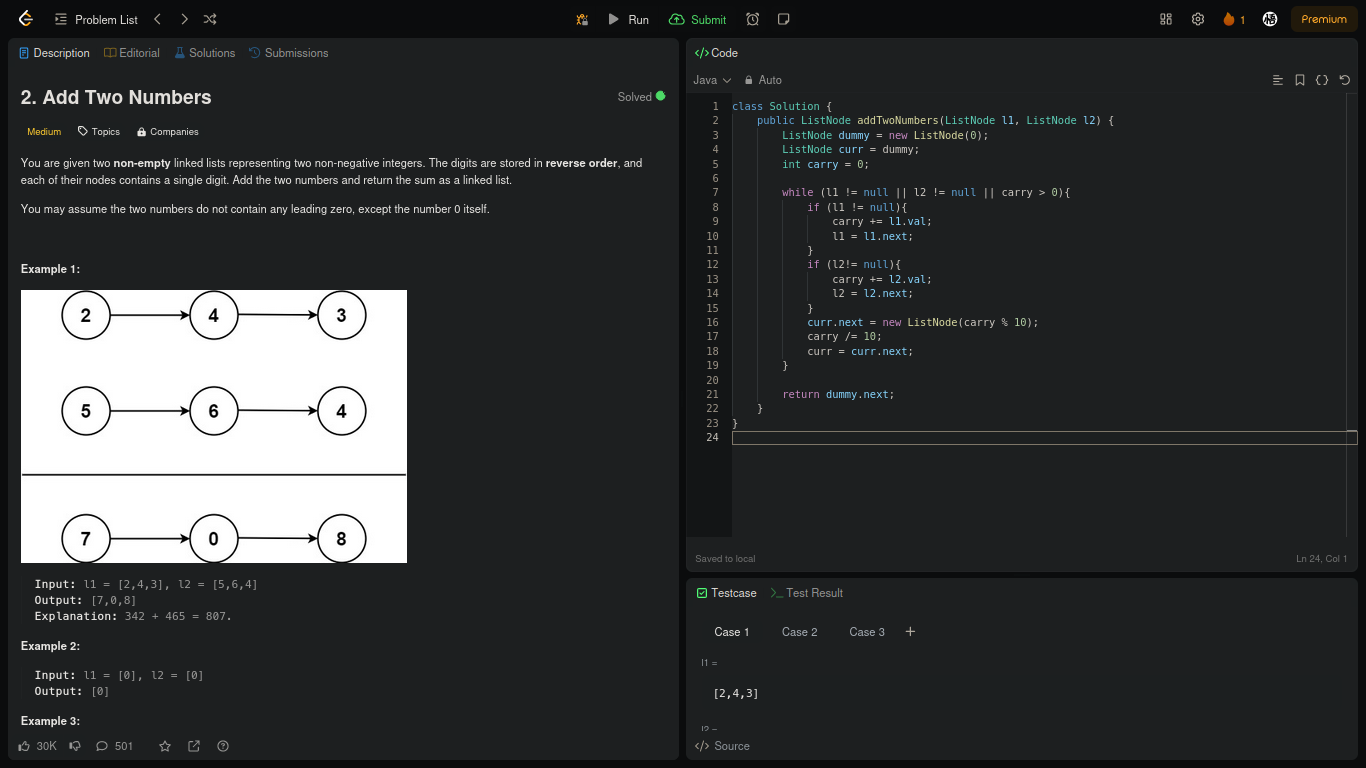 Problem List
Run
Submit
1
Premium
Description
Editorial
Solutions
Submissions
2. Add Two Numbers
Solved
Medium
Topics
Companies
You are given two non-empty linked lists representing two non-negative integers. The digits are stored in reverse order, and
each of their nodes contains a single digit. Add the two numbers and return the sum as a linked list.
You may assume the two numbers do not contain any leading zero, except the number 0 itself.
Example 1:
2 4 3
5 6 4
7 0 8
Input: l1 = [2,4,3], l2 = [5,6,4]
Output: [7,0,8]
Explanation: 342 + 465 = 807.
Example 2:
Input: l1 = [0], l2 = [0]
Output: [0]
Example 3:
30K
501
</> Code
Java
Auto
1 class Solution {
2     public ListNode addTwoNumbers(ListNode l1, ListNode l2) {
3         ListNode dummy = new ListNode(0);
4         ListNode curr = dummy;
5         int carry = 0;
6
7         while (l1 != null || l2 != null || carry > 0){
8             if (l1 != null){
9                 carry += l1.val;
10                 l1 = l1.next;
11             }
12             if (l2!= null){
13                 carry += l2.val;
14                 l2 = l2.next;
15             }
16             curr.next = new ListNode(carry % 10);
17             carry /= 10;
18             curr = curr.next;
19         }
20
21         return dummy.next;
22     }
23 }
24
Saved to local
Ln 24, Col 1
Testcase
Test Result
Case 1
Case 2
Case 3
+
l1 =
[2,4,3]
l2 =
</> Source